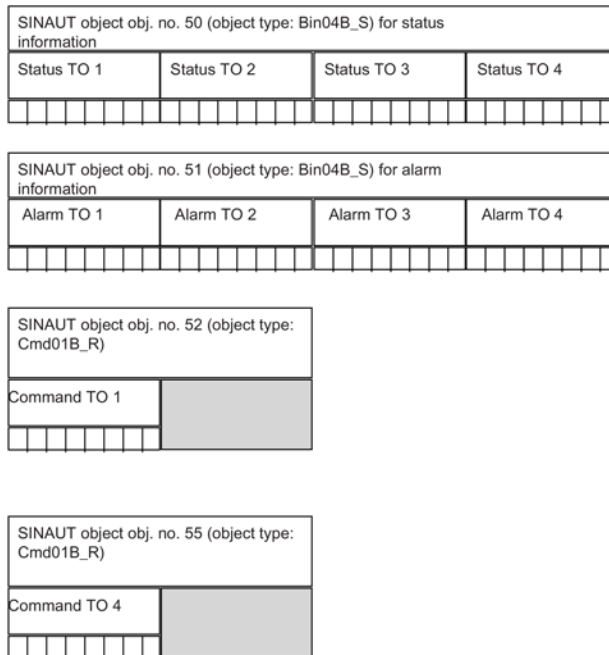 SINAUT object obj. no. 50 (object type: Bin04B_S) for status
information
Status TO 1
Status TO 2
Status TO 3
Status TO 4
SINAUT object obj. no. 51 (object type: Bin04B_S) for alarm
information
Alarm TO 1
Alarm TO 2
Alarm TO 3
Alarm TO 4
SINAUT object obj. no. 52 (object type:
Cmd01B_R)
Command TO 1
SINAUT object obj. no. 55 (object type:
Cmd01B_R)
Command TO 4